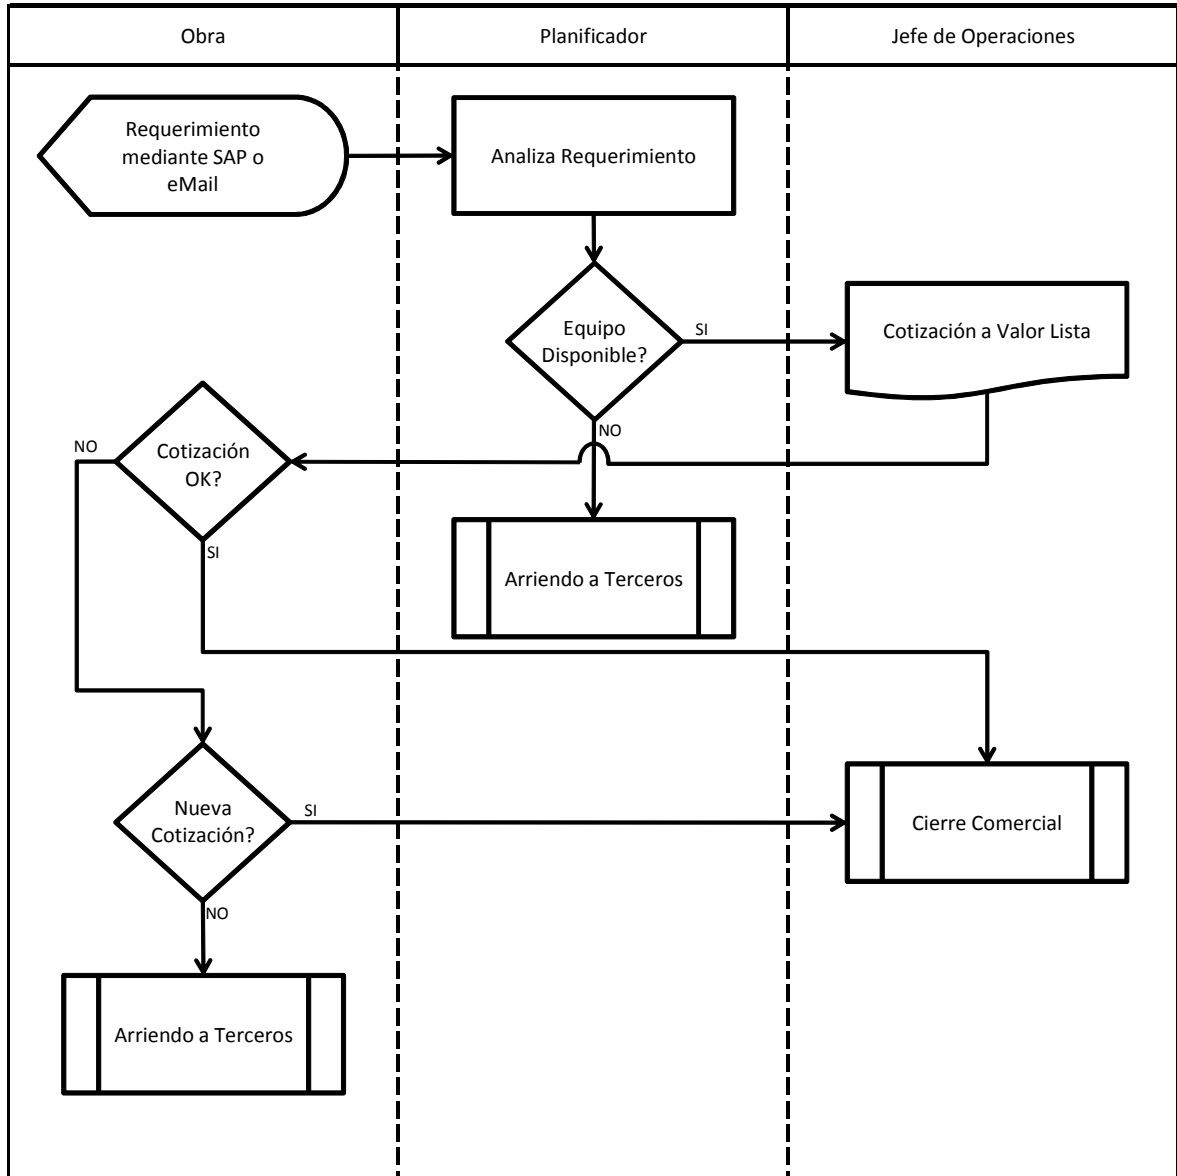 Obra
Planificador
Jefe de Operaciones
Requerimiento
mediante SAP o
eMail
Analiza Requerimiento
Equipo
Disponible?
SI
Cotización a Valor Lista
NO
NO
Cotización
OK?
SI
Arriendo a Terceros
Nueva
Cotización?
SI
Cierre Comercial
NO
Arriendo a Terceros